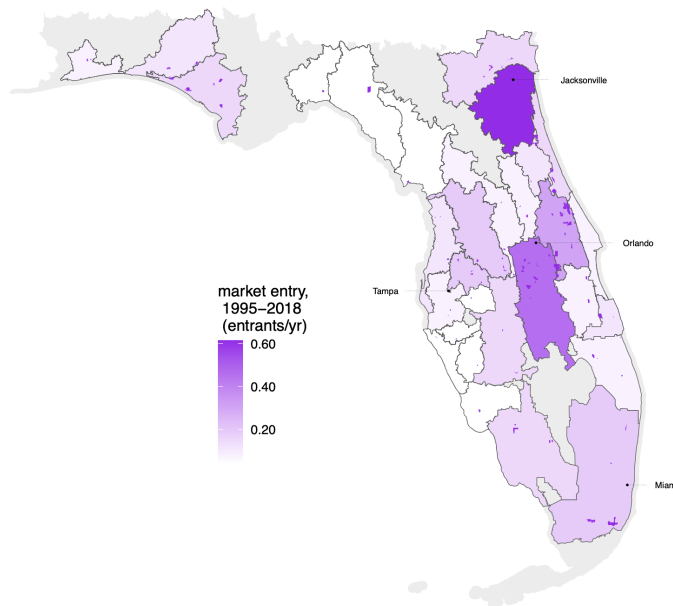 Jacksonville
Orlando
Tampa
market entry,
1995−2018
(entrants/yr)
0.60
0.40
0.20
Mian